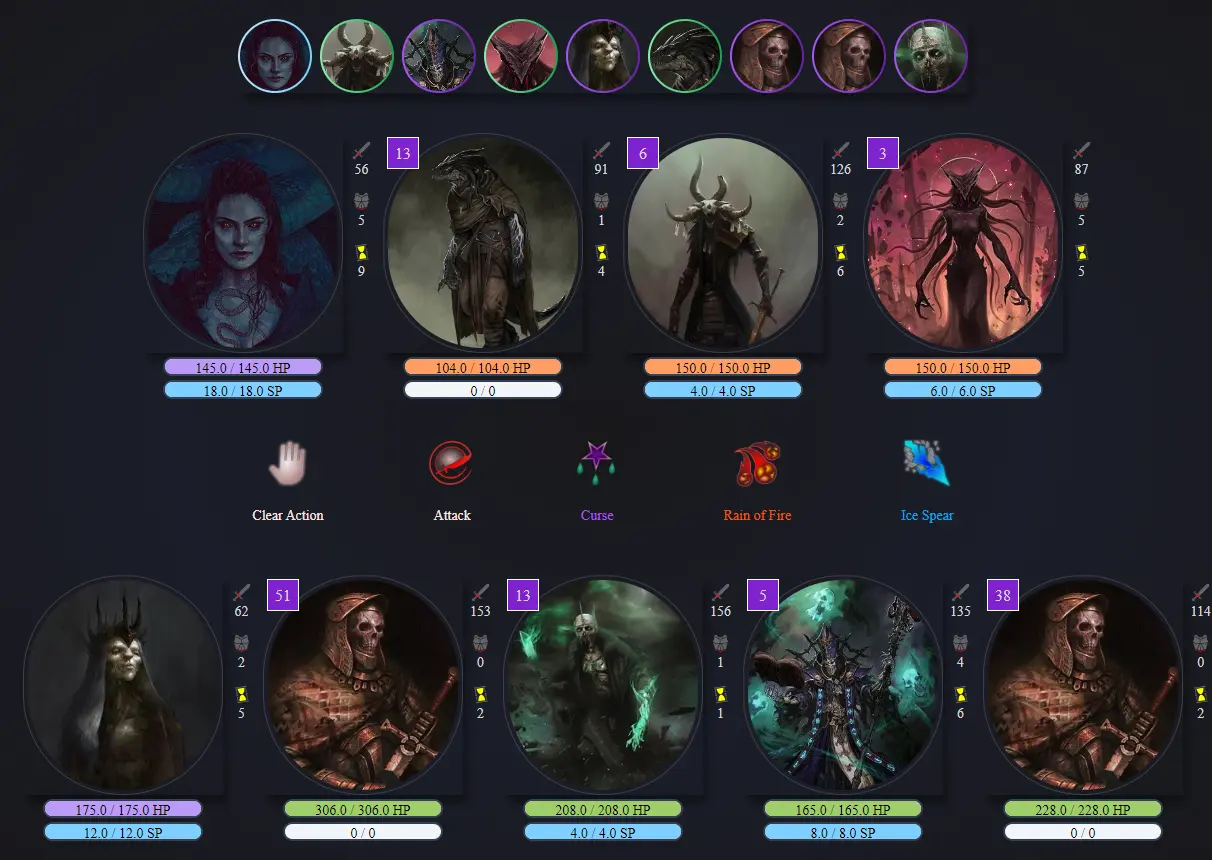 56
5
9
13
91
1
4
6
126
2
6
3
87
5
5
145.0 / 145.0 HP
18.0 / 18.0 SP
104.0 / 104.0 HP
0 / 0
150.0 / 150.0 HP
4.0 / 4.0 SP
150.0 / 150.0 HP
6.0 / 6.0 SP
Clear Action
Attack
Curse
Rain of Fire
Ice Spear
62
2
5
51
153
0
2
13
156
1
1
5
135
4
6
38
114
0
2
175.0 / 175.0 HP
12.0 / 12.0 SP
306.0 / 306.0 HP
0 / 0
208.0 / 208.0 HP
4.0 / 4.0 SP
165.0 / 165.0 HP
8.0 / 8.0 SP
228.0 / 228.0 HP
0 / 0